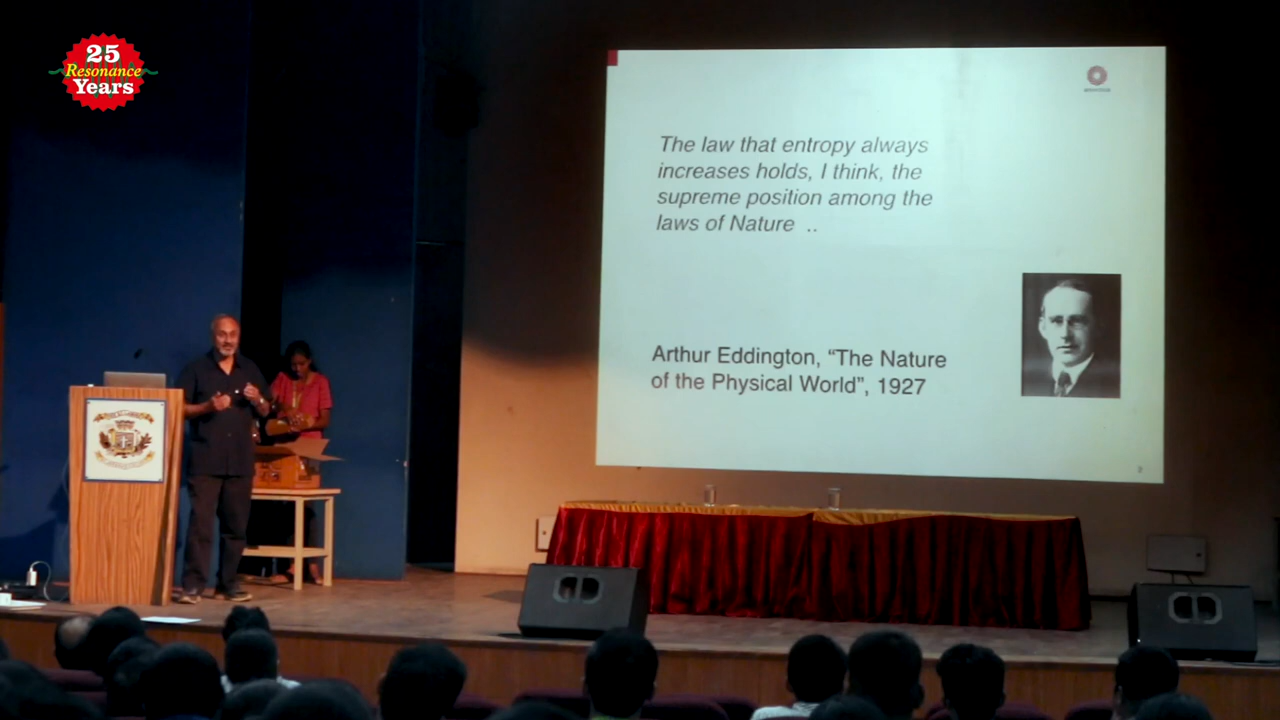 25
Resonance
Years
The law that entropy always
increases holds, I think, the
supreme position among the
laws of Nature ..
Arthur Eddington, “The Nature
of the Physical World”, 1927
2